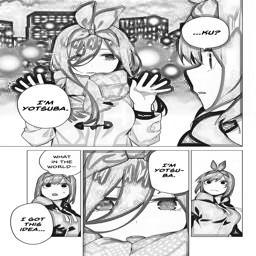 ...KU?
I'M
YOTSUBA.
I'M
YOTSU-
BA.
WHAT
IN THE
WORLD--
I GOT
THIS
IDEA...